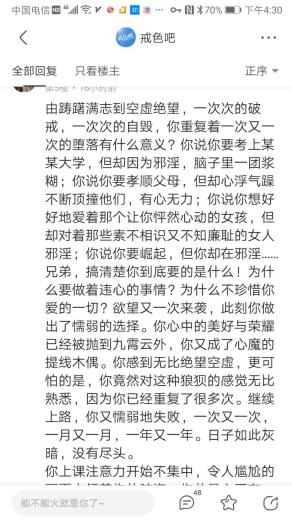 中国电信 70% 下午4:30
戒色吧
全部回复 只看楼主 正序
第5楼 · 16小时前
由踌躇满志到空虚绝望，一次次的破
戒，一次次的自毁，你重复着一次又一
次的堕落有什么意义？你说你要考上某
某大学，但却因为邪淫，脑子里一团浆
糊；你说你要孝顺父母，但却心浮气躁
不断顶撞他们，有心无力；你说你想好
好地爱着那个让你怦然心动的女孩，但
却对着那些素不相识又不知廉耻的女人
邪淫；你说你要崛起，但你却在邪淫……
兄弟，搞清楚你到底要的是什么！为什
么要做着违心的事情？为什么不珍惜你
爱的一切？欲望又一次来袭，此刻你做
出了懦弱的选择。你心中的美好与荣耀
已经被抛到九霄云外，你又成了心魔的
提线木偶。你感到无比绝望空虚，更可
怕的是，你竟然对这种狼狈的感觉无比
熟悉，因为你已经重复了很多次。继续
上路，你又懦弱地失败，一次又一次，
一月又一月，一年又一年。日子如此灰
暗，没有尽头。
你上课注意力开始不集中，令人尴尬的
能不能火就靠你了~
48